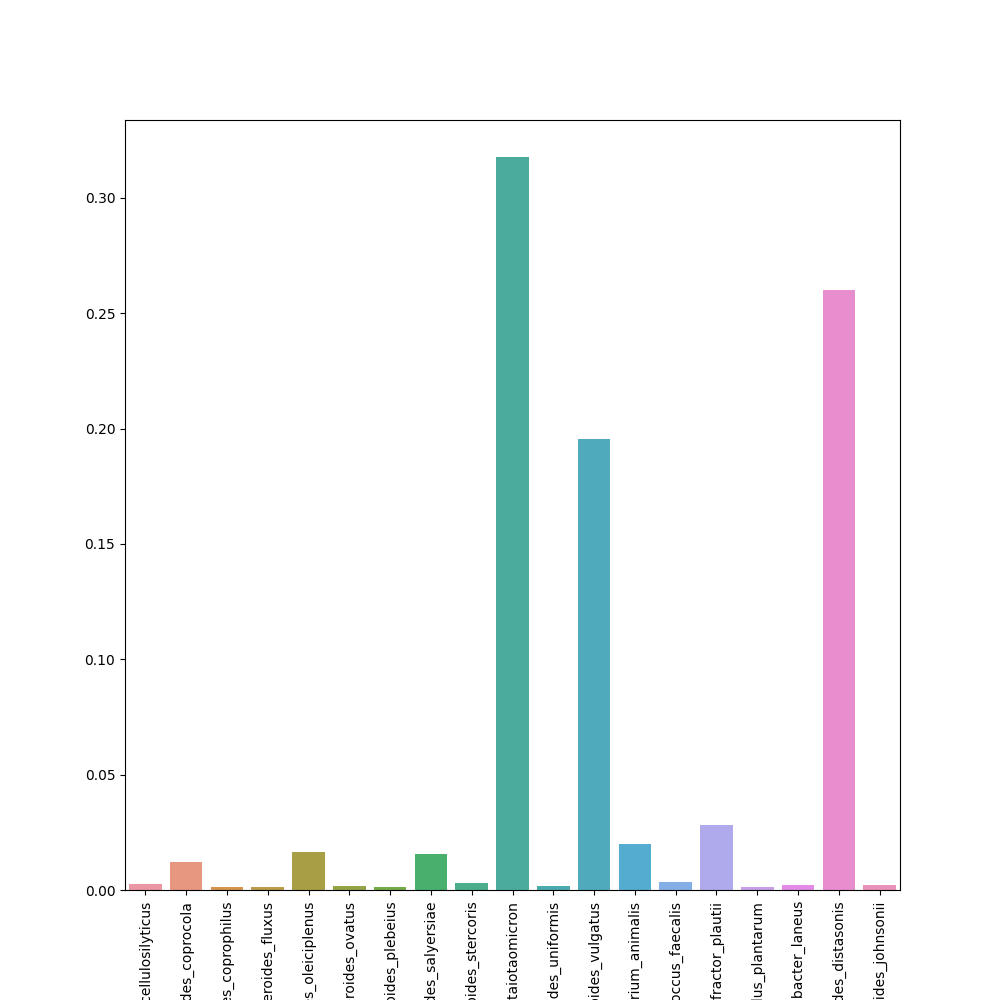 0.30
0.25
0.20
0.15
0.10
0.05
0.00
cellulosilyticus
des_coprocola
es_coprophilus
eroides_fluxus
s_oleiciplenus
roides_ovatus
oides_plebeius
des_salyersiae
oides_stercoris
taiotaomicron
des_uniformis
oides_vulgatus
rium_animalis
occus_faecalis
fractor_plautii
lus_plantarum
bacter_laneus
es_distasonis
ides_johnsonii